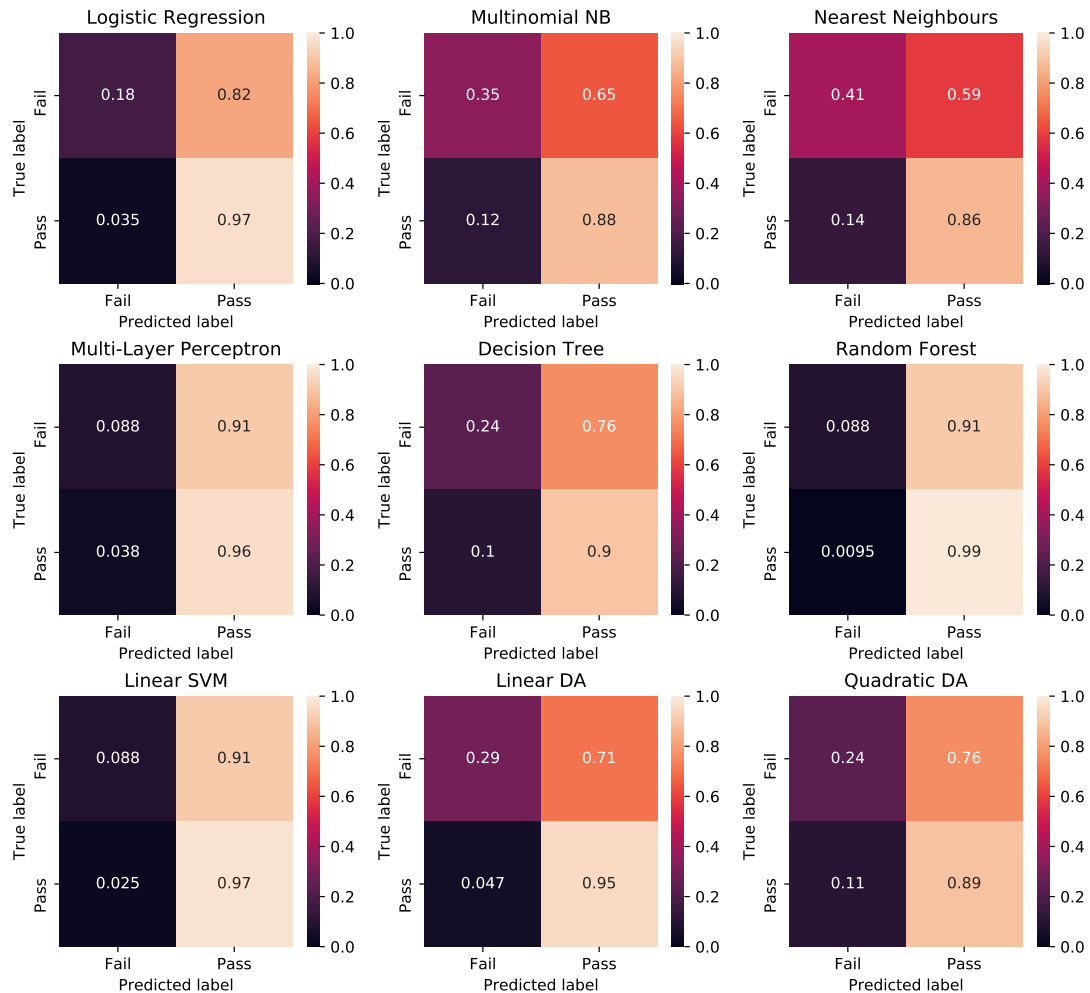 Logistic Regression
True label
Fail
0.18
0.82
Pass
0.035
0.97
Fail
Pass
Predicted label
1.0
0.8
0.6
0.4
0.2
0.0
Multinomial NB
True label
Fail
0.35
0.65
Pass
0.12
0.88
Fail
Pass
Predicted label
1.0
0.8
0.6
0.4
0.2
0.0
Nearest Neighbours
True label
Fail
0.41
0.59
Pass
0.14
0.86
Fail
Pass
Predicted label
1.0
0.8
0.6
0.4
0.2
0.0
Multi-Layer Perceptron
True label
Fail
0.088
0.91
Pass
0.038
0.96
Fail
Pass
Predicted label
1.0
0.8
0.6
0.4
0.2
0.0
Decision Tree
True label
Fail
0.24
0.76
Pass
0.1
0.9
Fail
Pass
Predicted label
1.0
0.8
0.6
0.4
0.2
0.0
Random Forest
True label
Fail
0.088
0.91
Pass
0.0095
0.99
Fail
Pass
Predicted label
1.0
0.8
0.6
0.4
0.2
0.0
Linear SVM
True label
Fail
0.088
0.91
Pass
0.025
0.97
Fail
Pass
Predicted label
1.0
0.8
0.6
0.4
0.2
0.0
Linear DA
True label
Fail
0.29
0.71
Pass
0.047
0.95
Fail
Pass
Predicted label
1.0
0.8
0.6
0.4
0.2
0.0
Quadratic DA
True label
Fail
0.24
0.76
Pass
0.11
0.89
Fail
Pass
Predicted label
1.0
0.8
0.6
0.4
0.2
0.0